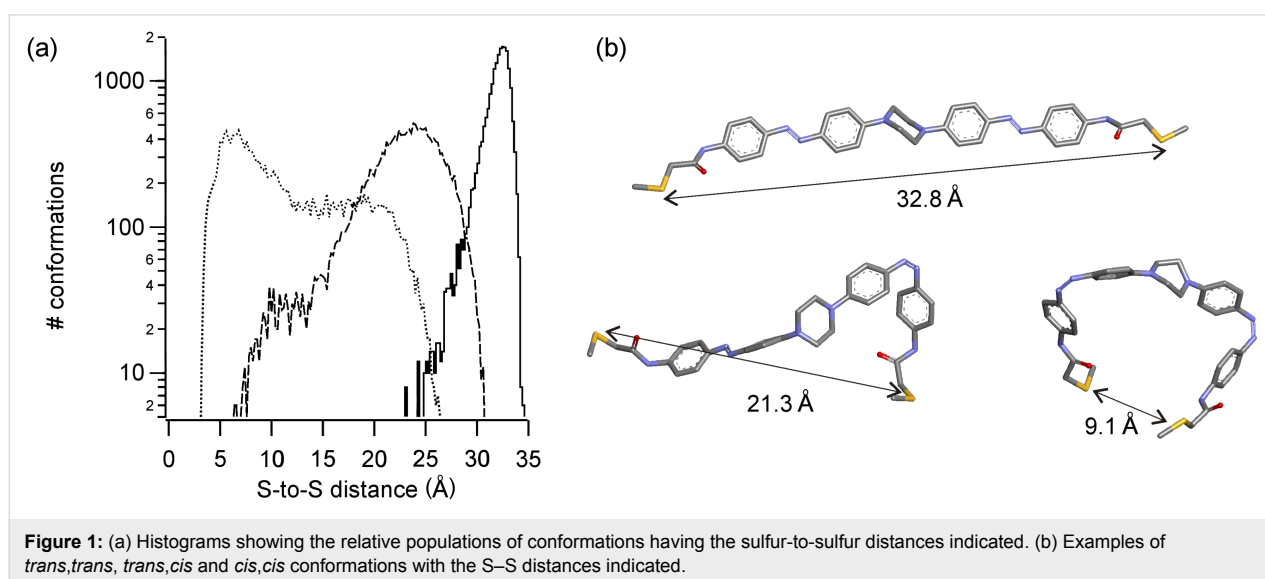 (a)
(b)
2
1000
6
4
2
100
6
4
2
10
6
4
2
# conformations
0 5 10 15 20 25 30 35
S-to-S distance (Å)
32.8 Å
21.3 Å
9.1 Å
Figure 1: (a) Histograms showing the relative populations of conformations having the sulfur-to-sulfur distances indicated. (b) Examples of
trans,trans, trans,cis and cis,cis conformations with the S–S distances indicated.